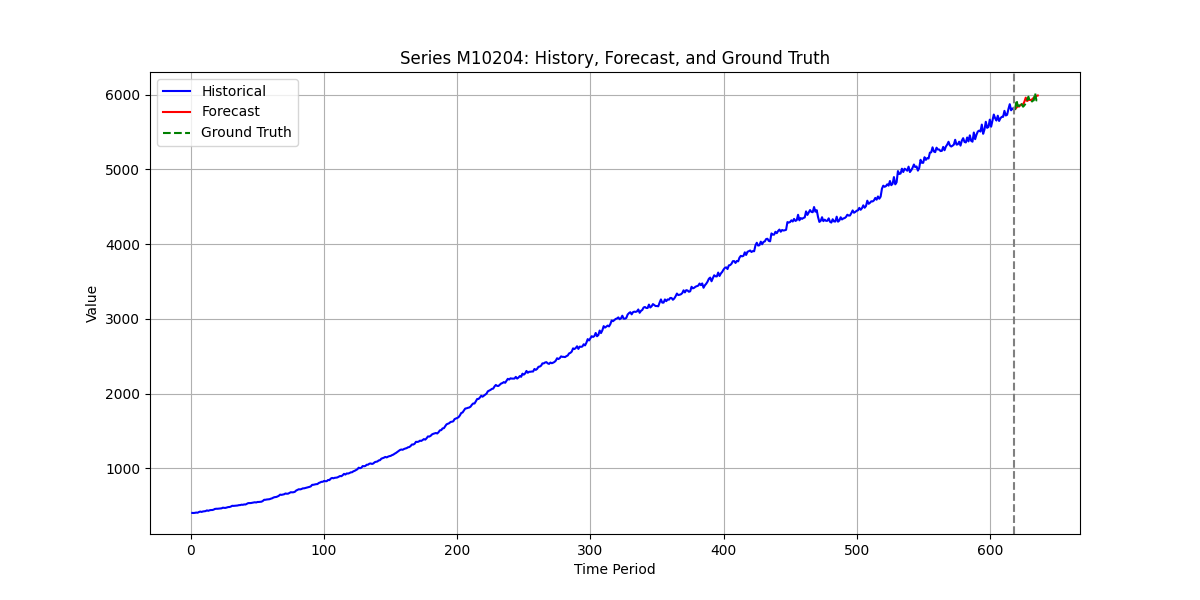 Series M10204: History, Forecast, and Ground Truth
Historical
Forecast
Ground Truth
Value
6000
5000
4000
3000
2000
1000
0
100
200
300
400
500
600
Time Period